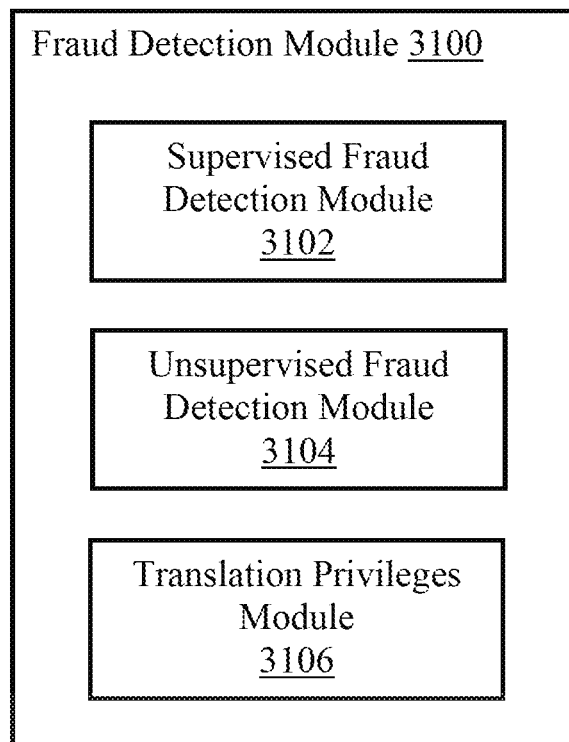 Fraud Detection Module 3100
Supervised Fraud
Detection Module
3102
Unsupervised Fraud
Detection Module
3104
Translation Privileges
Module
3106